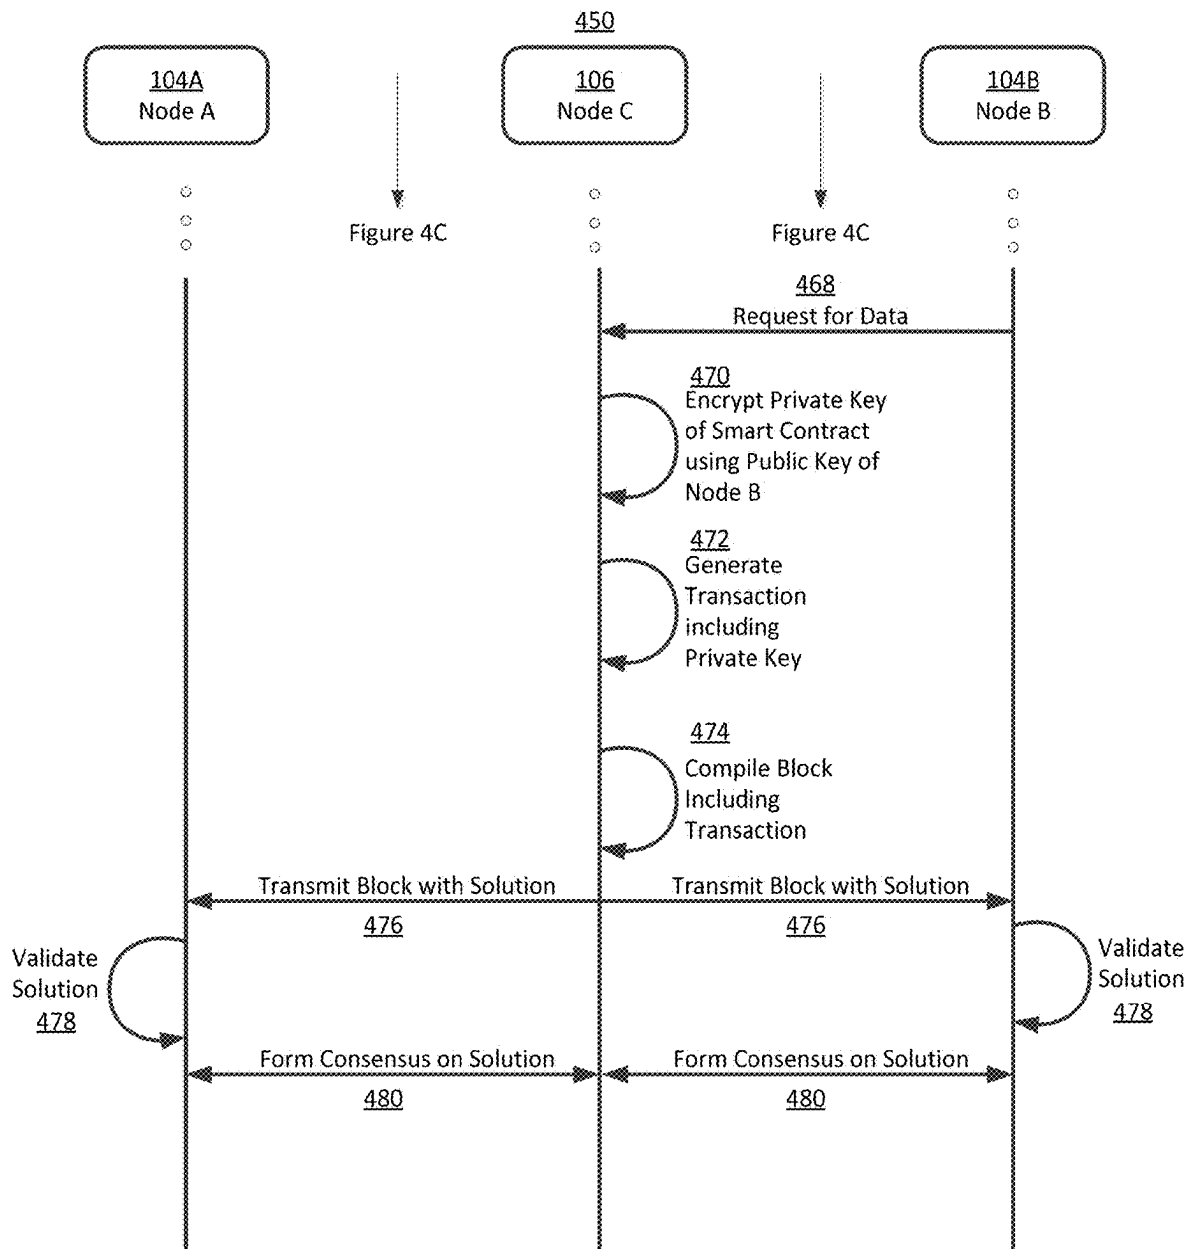 450
104A
Node A
106
Node C
104B
Node B
Figure 4C
Figure 4C
468
Request for Data
470
Encrypt Private Key
of Smart Contract
using Public Key of
Node B
472
Generate
Transaction
including
Private Key
474
Compile Block
Including
Transaction
Transmit Block with Solution
476
Transmit Block with Solution
476
Validate
Solution
478
Validate
Solution
478
Form Consensus on Solution
480
Form Consensus on Solution
480